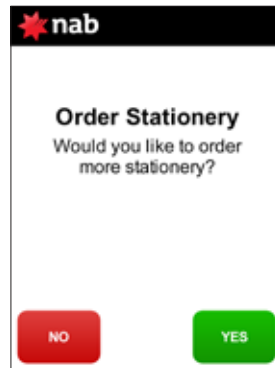 nab
Order Stationery
Would you like to order
more stationery?
NO
YES